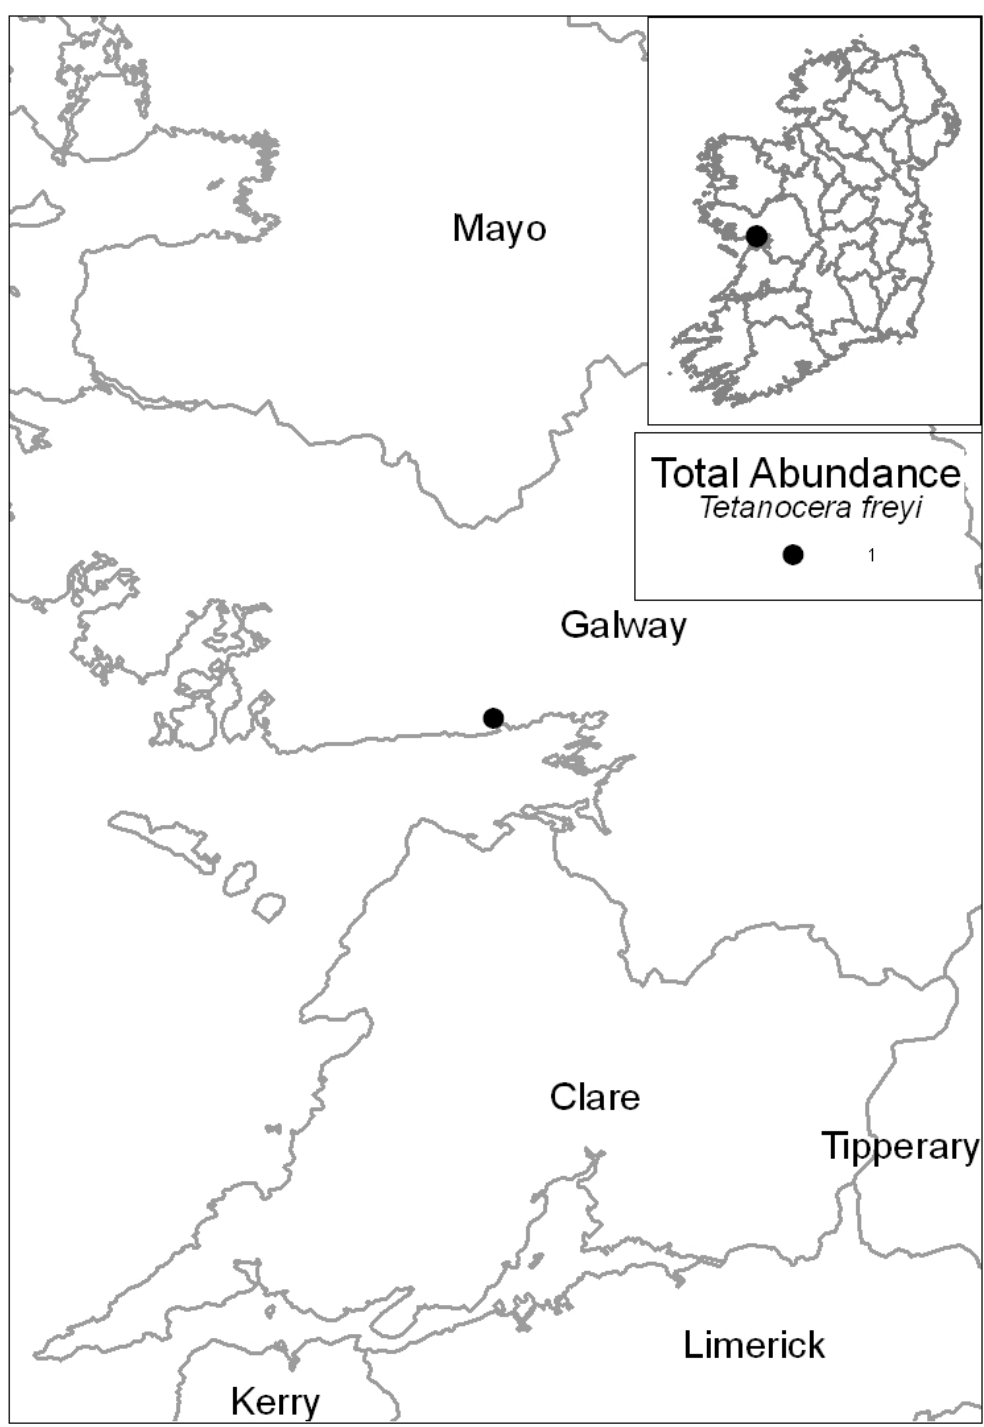 Mayo
Total Abundance
Tetanocera freyi
1
Galway
Clare
Tipperary
Limerick
Kerry